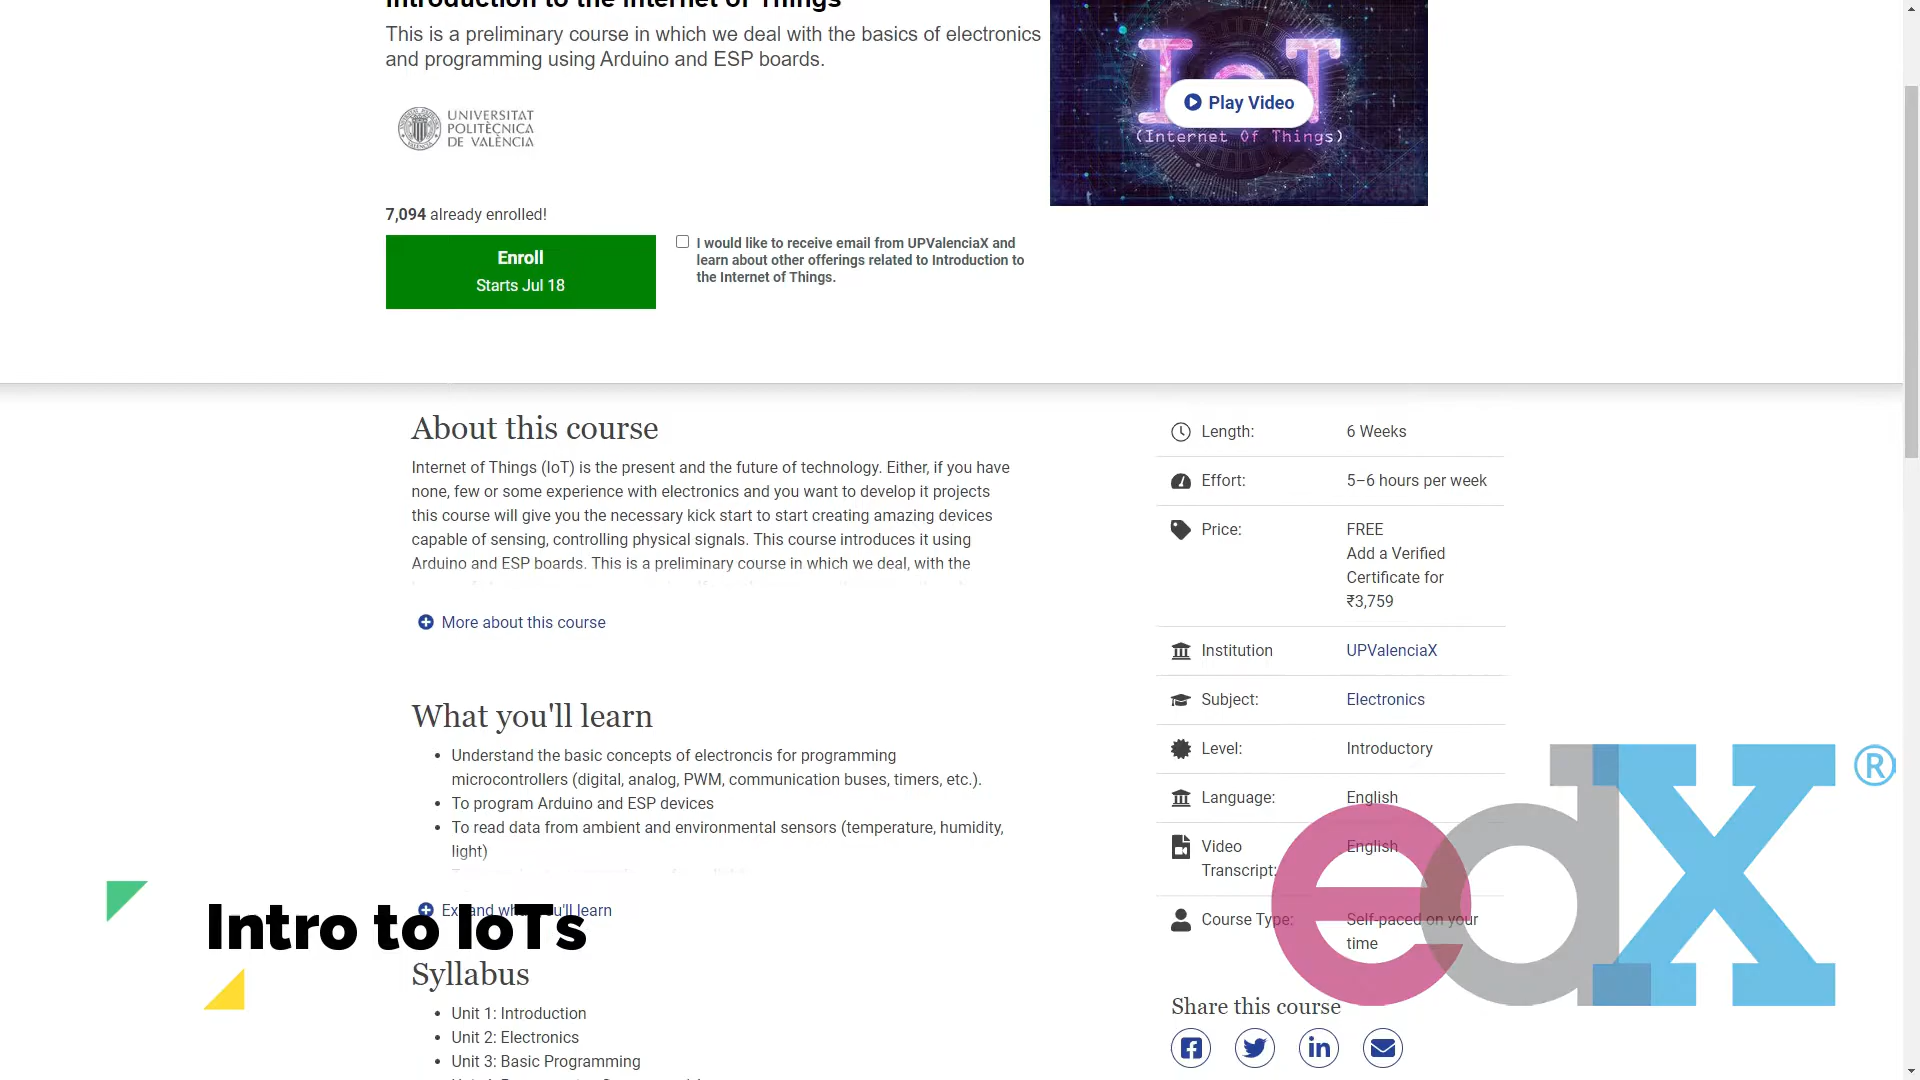 Introduction to the Internet of Things
This is a preliminary course in which we deal with the basics of electronics
and programming using Arduino and ESP boards.
IoT
Play Video
(Internet Of Things)
UNIVERSITAT
POLITÈCNICA
DE VALÈNCIA
7,094 already enrolled!
Enroll
Starts Jul 18
I would like to receive email from UPValenciaX and
learn about other offerings related to Introduction to
the Internet of Things.
About this course
Internet of Things (IoT) is the present and the future of technology. Either, if you have
none, few or some experience with electronics and you want to develop it projects
this course will give you the necessary kick start to start creating amazing devices
capable of sensing, controlling physical signals. This course introduces it using
Arduino and ESP boards. This is a preliminary course in which we deal, with the
More about this course
What you'll learn
Understand the basic concepts of electroncis for programming
microcontrollers (digital, analog, PWM, communication buses, timers, etc.).
To program Arduino and ESP devices
To read data from ambient and environmental sensors (temperature, humidity,
light)
Expand what you'll learn
Intro to IoTs
Syllabus
Unit 1: Introduction
Unit 2: Electronics
Unit 3: Basic Programming
Length: 6 Weeks
Effort: 5–6 hours per week
Price: FREE
Add a Verified
Certificate for
₹3,759
Institution UPValenciaX
Subject: Electronics
Level: Introductory
Language: English
Video English
Transcript:
Course Type: Self-paced on your
time
edX®
Share this course